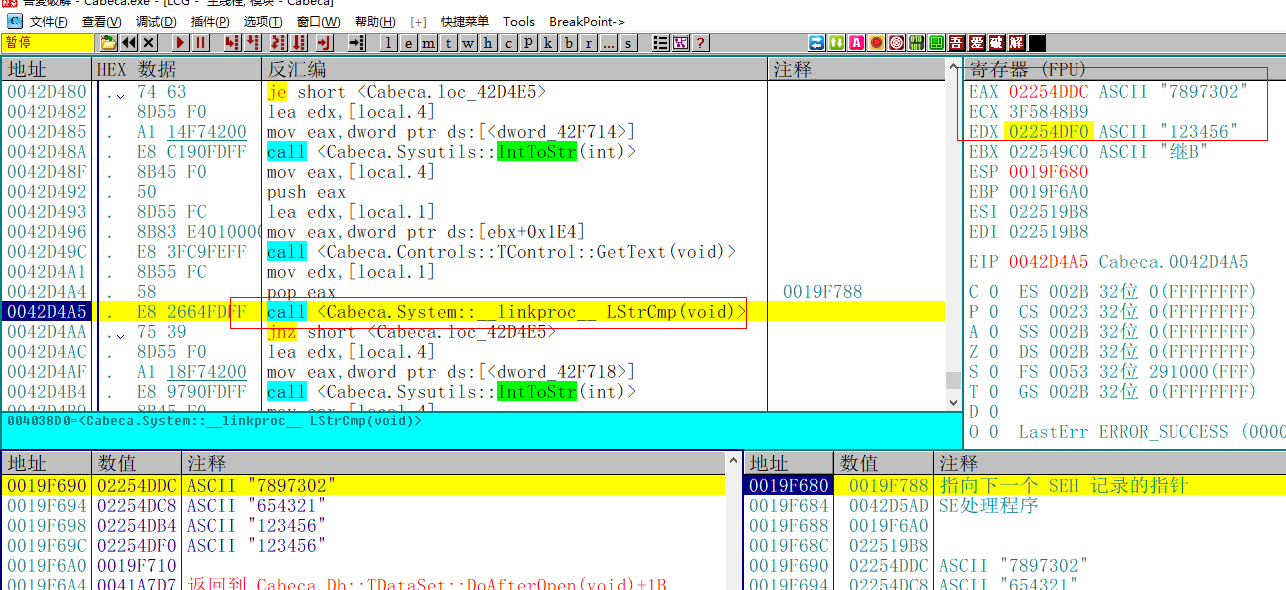 吾爱破解 - Cabeca.exe - [LCG - 主线程, 模块 - Cabeca]
文件(F) 查看(V) 调试(D) 插件(P) 选项(T) 窗口(W) 帮助(H) [+] 快捷菜单 Tools BreakPoint->
暂停 l e m t w h c p k b r ... s ? 吾 爱 破 解
地址 HEX 数据 反汇编 注释
0042D480 . 74 63 je short <Cabeca.loc_42D4E5>
0042D482 . 8D55 F0 lea edx,[local.4]
0042D485 . A1 14F74200 mov eax,dword ptr ds:[<dword_42F714>]
0042D48A . E8 C190FDFF call <Cabeca.Sysutils::IntToStr(int)>
0042D48F . 8B45 F0 mov eax,[local.4]
0042D492 . 50 push eax
0042D493 . 8D55 FC lea edx,[local.1]
0042D496 . 8B83 E4010000 mov eax,dword ptr ds:[ebx+0x1E4]
0042D49C . E8 3FC9FEFF call <Cabeca.Controls::TControl::GetText(void)>
0042D4A1 . 8B55 FC mov edx,[local.1]
0042D4A4 . 58 pop eax 0019F788
0042D4A5 . E8 2664FDFF call <Cabeca.System::__linkproc__ LStrCmp(void)>
0042D4AA . 75 39 jnz short <Cabeca.loc_42D4E5>
0042D4AC . 8D55 F0 lea edx,[local.4]
0042D4AF . A1 18F74200 mov eax,dword ptr ds:[<dword_42F718>]
0042D4B4 . E8 9790FDFF call <Cabeca.Sysutils::IntToStr(int)>
0042D4B9 . 8B45 F0 mov eax,[local.4]
004038D0=<Cabeca.System::__linkproc__ LStrCmp(void)>
寄存器 (FPU)
EAX 02254DDC ASCII "7897302"
ECX 3F5848B9
EDX 02254DF0 ASCII "123456"
EBX 022549C0 ASCII "继B"
ESP 0019F680
EBP 0019F6A0
ESI 022519B8
EDI 022519B8
EIP 0042D4A5 Cabeca.0042D4A5
C 0 ES 002B 32位 0(FFFFFFFF)
P 0 CS 0023 32位 0(FFFFFFFF)
A 0 SS 002B 32位 0(FFFFFFFF)
Z 0 DS 002B 32位 0(FFFFFFFF)
S 0 FS 0053 32位 291000(FFF)
T 0 GS 002B 32位 0(FFFFFFFF)
D 0
O 0 LastErr ERROR_SUCCESS (0000
地址 数值 注释
0019F690 02254DDC ASCII "7897302"
0019F694 02254DC8 ASCII "654321"
0019F698 02254DB4 ASCII "123456"
0019F69C 02254DF0 ASCII "123456"
0019F6A0 0019F710
0019F6A4 0041A7D7 返回到 Cabeca.Db::TDataSet::DoAfterOpen(void)+1B
地址 数值 注释
0019F680 0019F788 指向下一个 SEH 记录的指针
0019F684 0042D5AD SE处理程序
0019F688 0019F6A0
0019F68C 022519B8
0019F690 02254DDC ASCII "7897302"
0019F694 02254DC8 ASCII "654321"